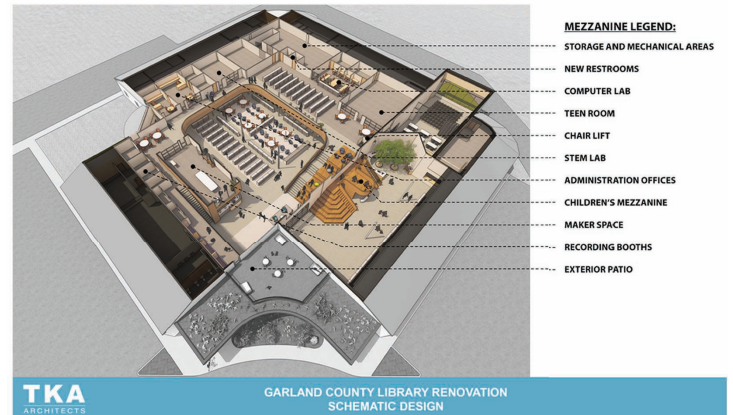 MEZZANINE LEGEND:
STORAGE AND MECHANICAL AREAS
NEW RESTROOMS
COMPUTER LAB
TEEN ROOM
CHAIR LIFT
STEM LAB
ADMINISTRATION OFFICES
CHILDREN'S MEZZANINE
MAKER SPACE
RECORDING BOOTHS
EXTERIOR PATIO
TKA
ARCHITECTS
GARLAND COUNTY LIBRARY RENOVATION
SCHEMATIC DESIGN